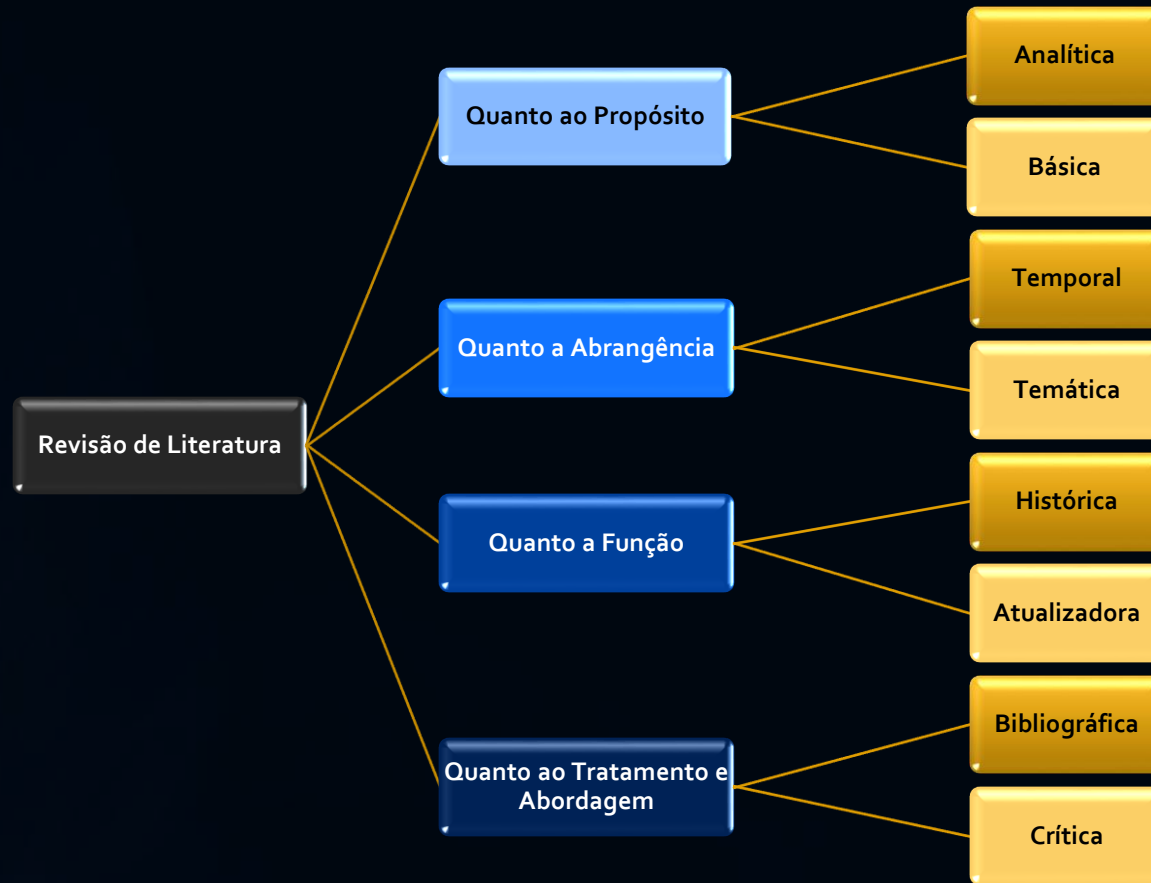 Revisão de Literatura
Quanto ao Propósito
Analítica
Básica
Quanto a Abrangência
Temporal
Temática
Quanto a Função
Histórica
Atualizadora
Quanto ao Tratamento e
Abordagem
Bibliográfica
Crítica